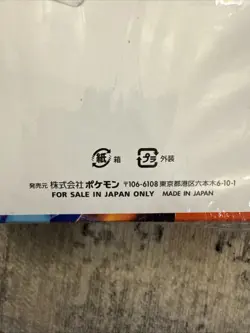 紙 箱 プラ 外装
発売元 株式会社ポケモン 〒106-6108 東京都港区六本木6-10-1
FOR SALE IN JAPAN ONLY MADE IN JAPAN